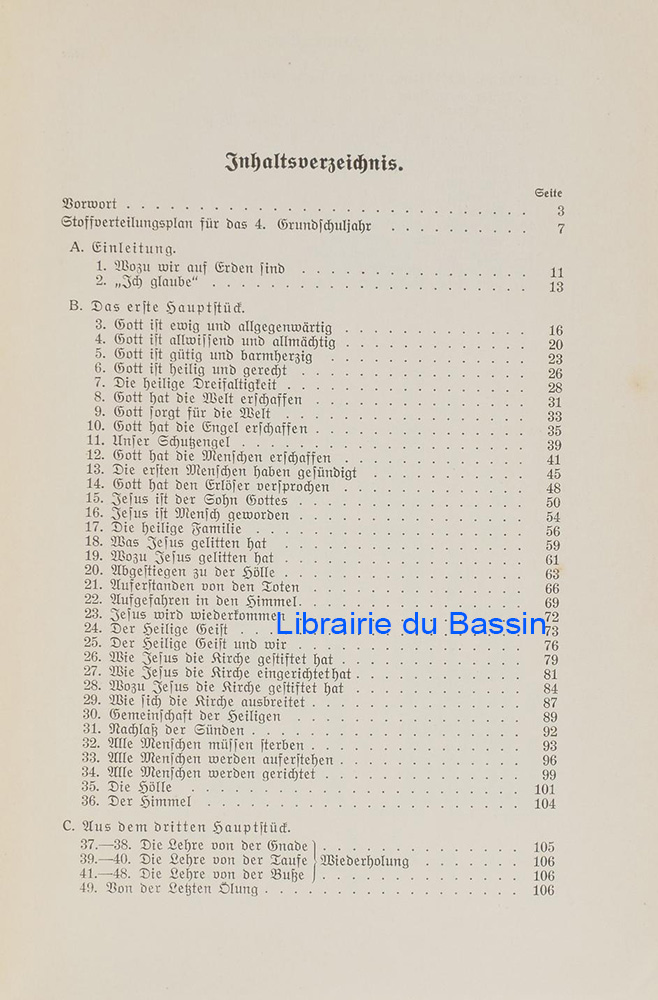 Inhaltsverzeichnis.
Seite
Vorwort . . . . . . . . . . . . . . . . . . . . . . . . . . . . 3
Stoffverteilungsplan für das 4. Grundschuljahr . . . . . . . . . . 7
A. Einleitung.
1. Wozu wir auf Erden sind . . . . . . . . . . . . . . . . 11
2. „Ich glaube“ . . . . . . . . . . . . . . . . . . . . . . 13
B. Das erste Hauptstück.
3. Gott ist ewig und allgegenwärtig . . . . . . . . . . . . . 16
4. Gott ist allwissend und allmächtig . . . . . . . . . . . . . 20
5. Gott ist gütig und barmherzig . . . . . . . . . . . . . . 23
6. Gott ist heilig und gerecht . . . . . . . . . . . . . . . . 26
7. Die heilige Dreifaltigkeit . . . . . . . . . . . . . . . . . 28
8. Gott hat die Welt erschaffen . . . . . . . . . . . . . . . 31
9. Gott sorgt für die Welt . . . . . . . . . . . . . . . . . 33
10. Gott hat die Engel erschaffen . . . . . . . . . . . . . . . 35
11. Unser Schutzengel . . . . . . . . . . . . . . . . . . . . 39
12. Gott hat die Menschen erschaffen . . . . . . . . . . . . . 41
13. Die ersten Menschen haben gesündigt . . . . . . . . . . . 45
14. Gott hat den Erlöser versprochen . . . . . . . . . . . . . 48
15. Jesus ist der Sohn Gottes . . . . . . . . . . . . . . . . 50
16. Jesus ist Mensch geworden . . . . . . . . . . . . . . . . 54
17. Die heilige Familie . . . . . . . . . . . . . . . . . . . 56
18. Was Jesus gelitten hat . . . . . . . . . . . . . . . . . 59
19. Wozu Jesus gelitten hat . . . . . . . . . . . . . . . . . 61
20. Abgestiegen zu der Hölle . . . . . . . . . . . . . . . . . 63
21. Auferstanden von den Toten . . . . . . . . . . . . . . . 66
22. Aufgefahren in den Himmel . . . . . . . . . . . . . . . . 69
23. Jesus wird wiederkommen . . . . . . . . . . . . . . . . 72
Librairie du Bassin
24. Der Heilige Geist . . . . . . . . . . . . . . . . . . . . 73
25. Der Heilige Geist und wir . . . . . . . . . . . . . . . . 76
26. Wie Jesus die Kirche gestiftet hat . . . . . . . . . . . . . 79
27. Wie Jesus die Kirche eingerichtet hat . . . . . . . . . . . . 81
28. Wozu Jesus die Kirche gestiftet hat . . . . . . . . . . . . 84
29. Wie sich die Kirche ausbreitet . . . . . . . . . . . . . . . 87
30. Gemeinschaft der Heiligen . . . . . . . . . . . . . . . . 89
31. Nachlaß der Sünden . . . . . . . . . . . . . . . . . . . 92
32. Alle Menschen müssen sterben . . . . . . . . . . . . . . . 93
33. Alle Menschen werden auferstehen . . . . . . . . . . . . . 96
34. Alle Menschen werden gerichtet . . . . . . . . . . . . . . 99
35. Die Hölle . . . . . . . . . . . . . . . . . . . . . . . 101
36. Der Himmel . . . . . . . . . . . . . . . . . . . . . . 104
C. Aus dem dritten Hauptstück.
37.—38. Die Lehre von der Gnade . . . . . . . . . . . . . . 105
39.—40. Die Lehre von der Taufe } Wiederholung . . . . . . . 106
41.—48. Die Lehre von der Buße . . . . . . . . . . . . . . 106
49. Von der Letzten Ölung . . . . . . . . . . . . . . . . . . 106